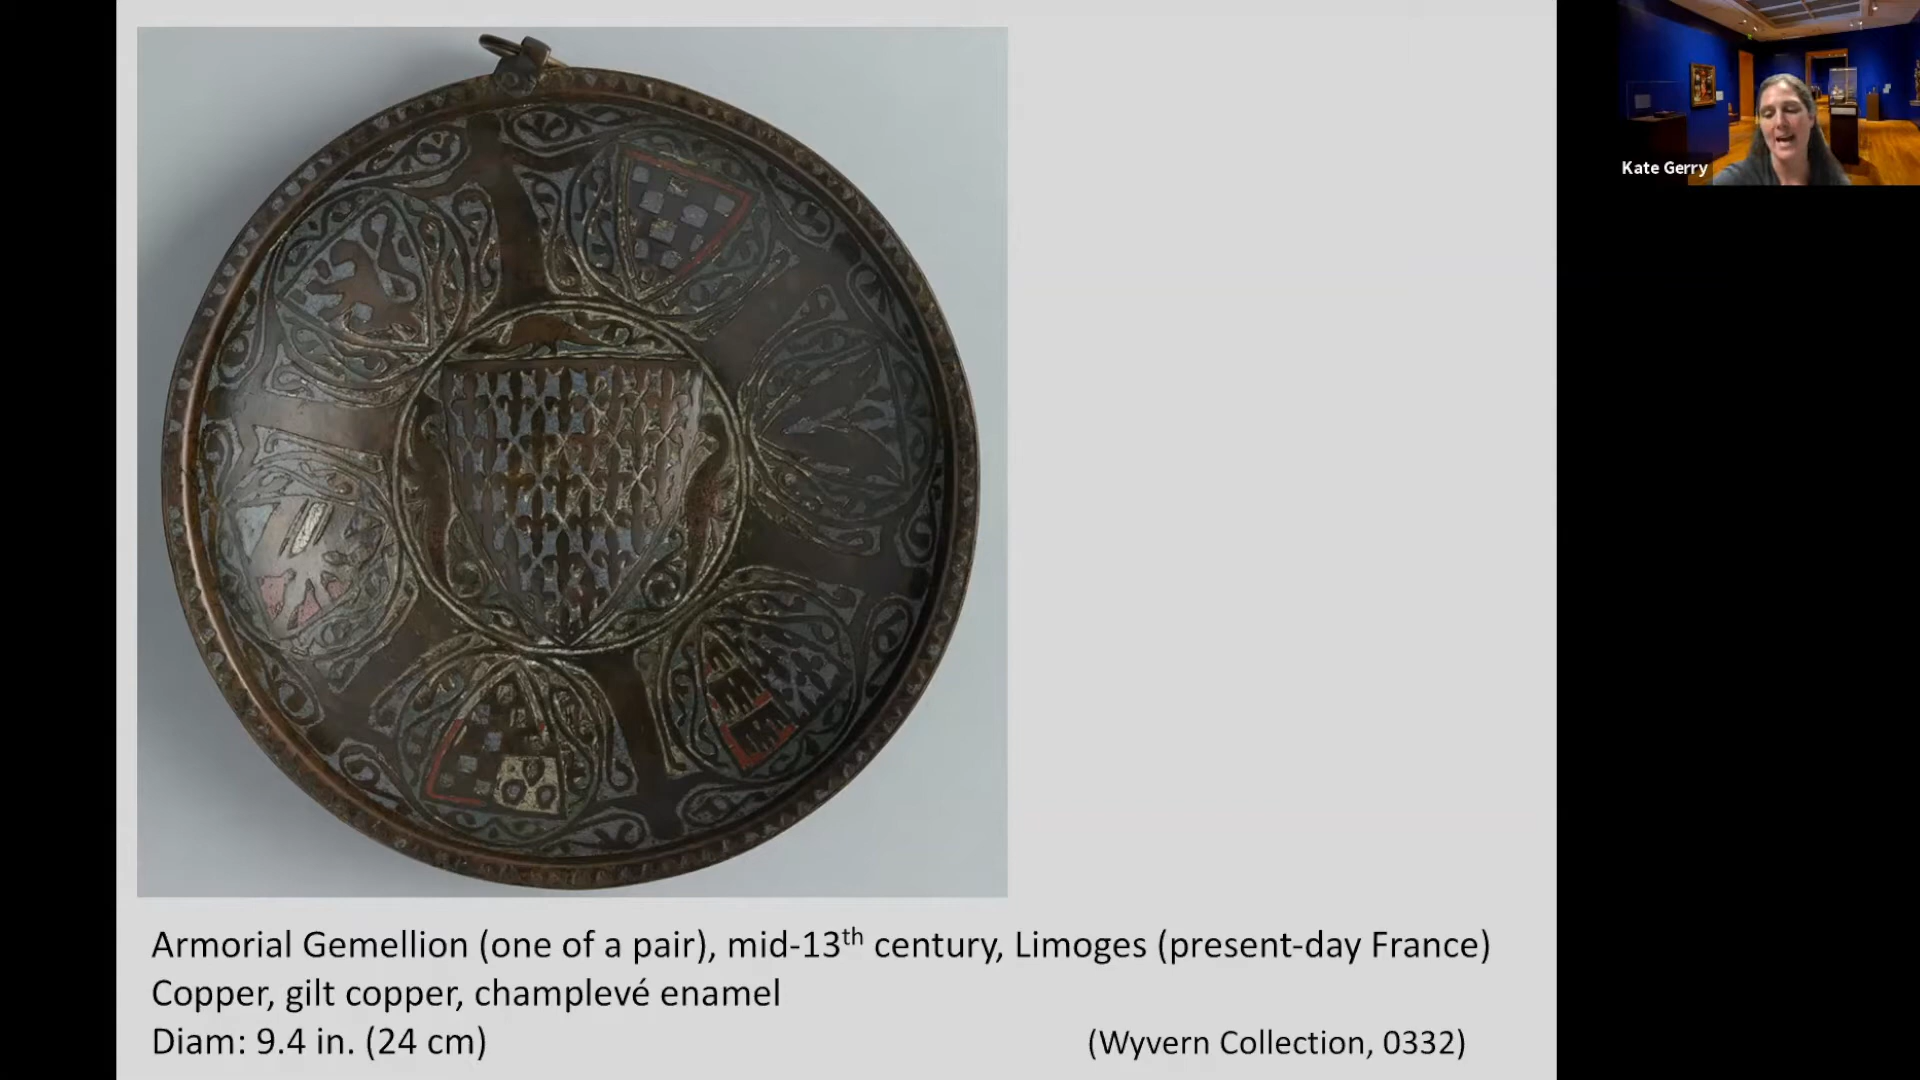 Kate Gerry
Armorial Gemellion (one of a pair), mid-13th century, Limoges (present-day France)
Copper, gilt copper, champlevé enamel
Diam: 9.4 in. (24 cm)
(Wyvern Collection, 0332)